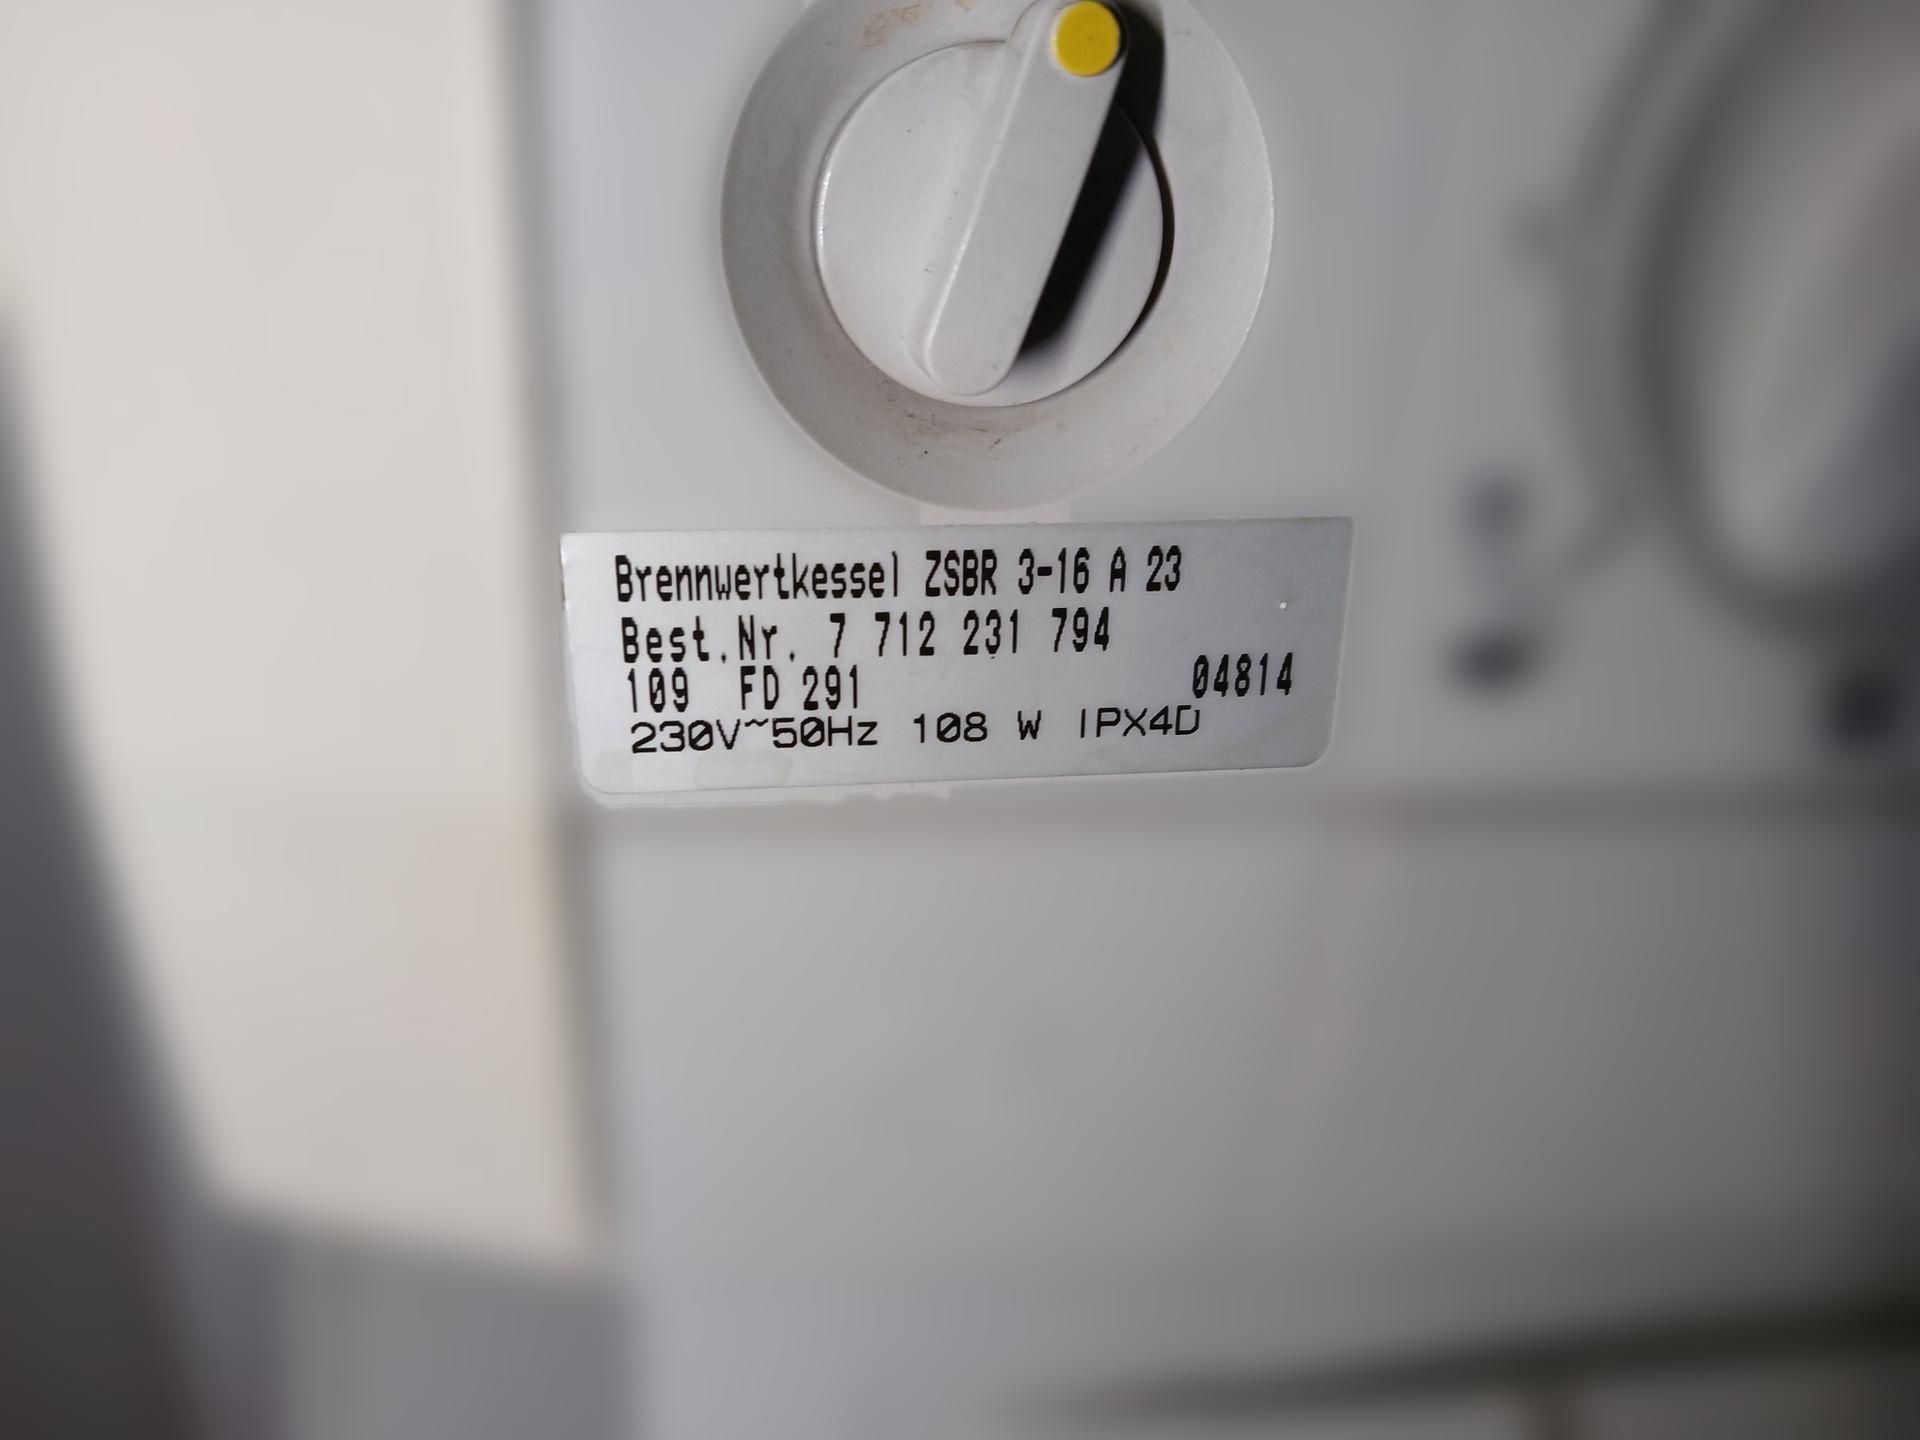 Brennwertkessel ZSBR 3-16 A 23
Best.Nr. 7 712 231 794
109 FD 291 04814
230V~50Hz 108 W IPX4D